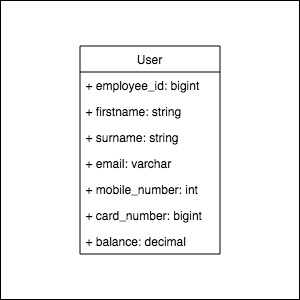 User
+ employee_id: bigint
+ firstname: string
+ surname: string
+ email: varchar
+ mobile_number: int
+ card_number: bigint
+ balance: decimal